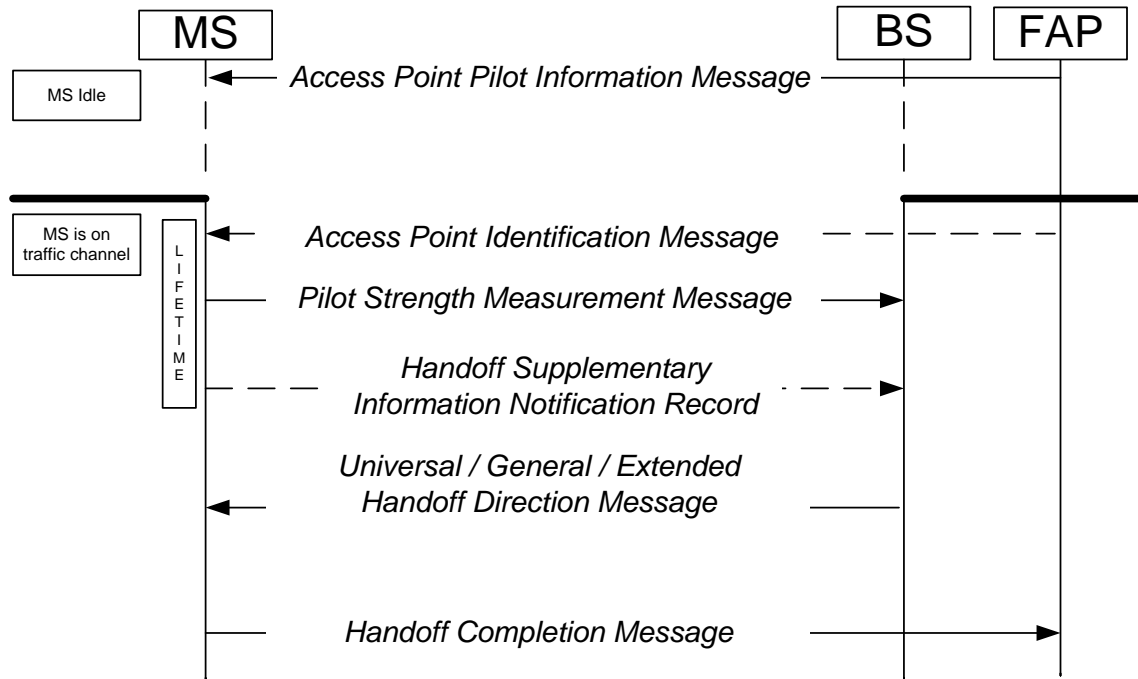 MS
BS
FAP
Access Point Pilot Information Message
MS Idle
MS is on
traffic channel
LIFETIME
Access Point Identification Message
Pilot Strength Measurement Message
Handoff Supplementary
Information Notification Record
Universal / General / Extended
Handoff Direction Message
Handoff Completion Message